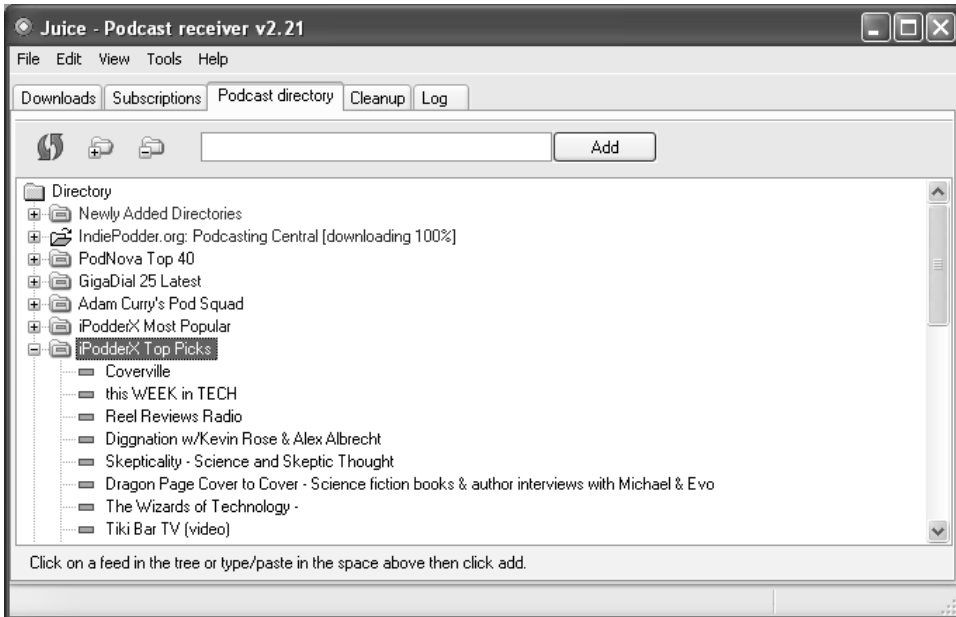 Juice - Podcast receiver v2.21
File Edit View Tools Help
Downloads Subscriptions Podcast directory Cleanup Log
Add
Directory
Newly Added Directories
IndiePodder.org: Podcasting Central [downloading 100%]
PodNova Top 40
GigaDial 25 Latest
Adam Curry's Pod Squad
iPodderX Most Popular
iPodderX Top Picks
Coverville
this WEEK in TECH
Reel Reviews Radio
Diggnation w/Kevin Rose & Alex Albrecht
Skepticality - Science and Skeptic Thought
Dragon Page Cover to Cover - Science fiction books & author interviews with Michael & Evo
The Wizards of Technology -
Tiki Bar TV (video)
Click on a feed in the tree or type/paste in the space above then click add.